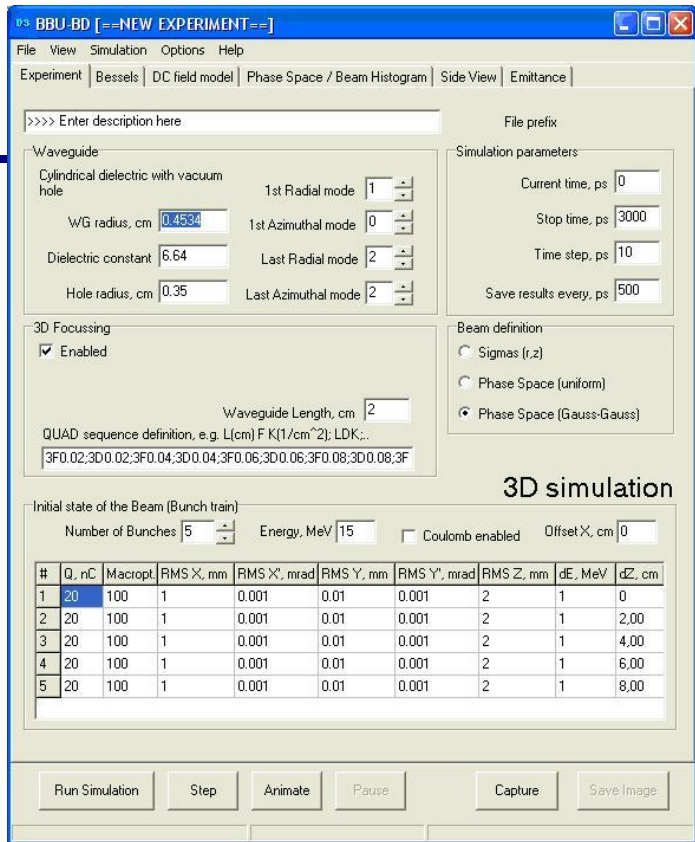 BBU-BD [==NEW EXPERIMENT==]
File View Simulation Options Help
Experiment Bessels DC field model Phase Space / Beam Histogram Side View Emittance
>>>> Enter description here
File prefix
Waveguide
Cylindrical dielectric with vacuum
hole
1st Radial mode 1
WG radius, cm 0.4534
1st Azimuthal mode 0
Dielectric constant 6.64
Last Radial mode 2
Hole radius, cm 0.35
Last Azimuthal mode 2
Simulation parameters
Current time, ps 0
Stop time, ps 3000
Time step, ps 10
Save results every, ps 500
3D Focussing
Enabled
Waveguide Length, cm 2
QUAD sequence definition, e.g. L(cm) F K(1/cm^2); LDK;..
3F0.02;3D0.02;3F0.04;3D0.04;3F0.06;3D0.06;3F0.08;3D0.08;3F
Beam definition
Sigmas (r,z)
Phase Space (uniform)
Phase Space (Gauss-Gauss)
3D simulation
Initial state of the Beam (Bunch train)
Number of Bunches 5 Energy, MeV 15 Coulomb enabled Offset X, cm 0
# Q, nC Macropt. RMS X, mm RMS X', mrad RMS Y, mm RMS Y', mrad RMS Z, mm dE, MeV dZ, cm
1 20 100 1 0.001 0.01 0.001 2 1 0
2 20 100 1 0.001 0.01 0.001 2 1 2,00
3 20 100 1 0.001 0.01 0.001 2 1 4,00
4 20 100 1 0.001 0.01 0.001 2 1 6,00
5 20 100 1 0.001 0.01 0.001 2 1 8,00
Run Simulation Step Animate Pause Capture Save Image